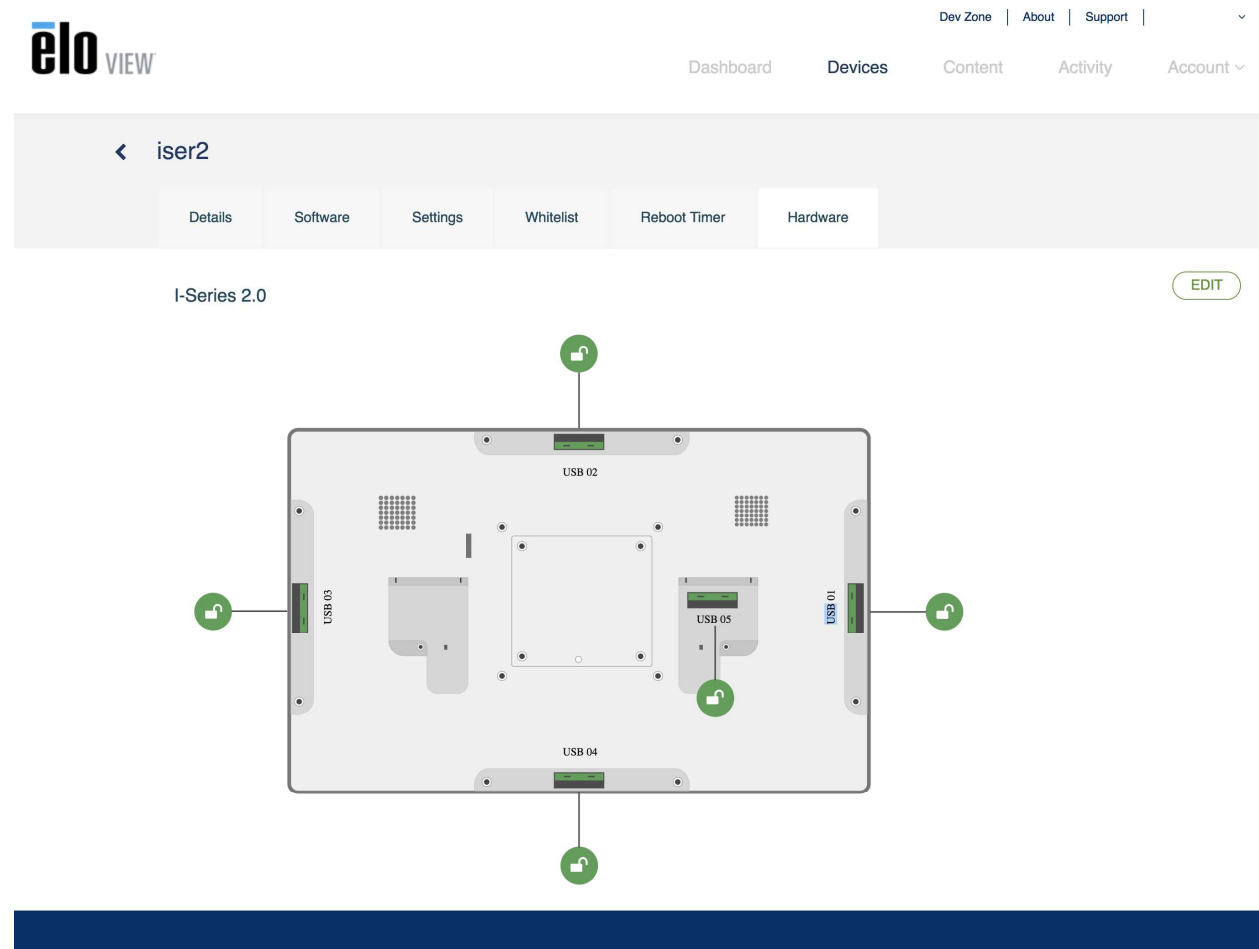 Dev Zone | About | Support |
ēlo VIEW
Dashboard Devices Content Activity Account
iser2
Details Software Settings Whitelist Reboot Timer Hardware
I-Series 2.0
EDIT
USB 02
USB 03
USB 05
USB 01
USB 04